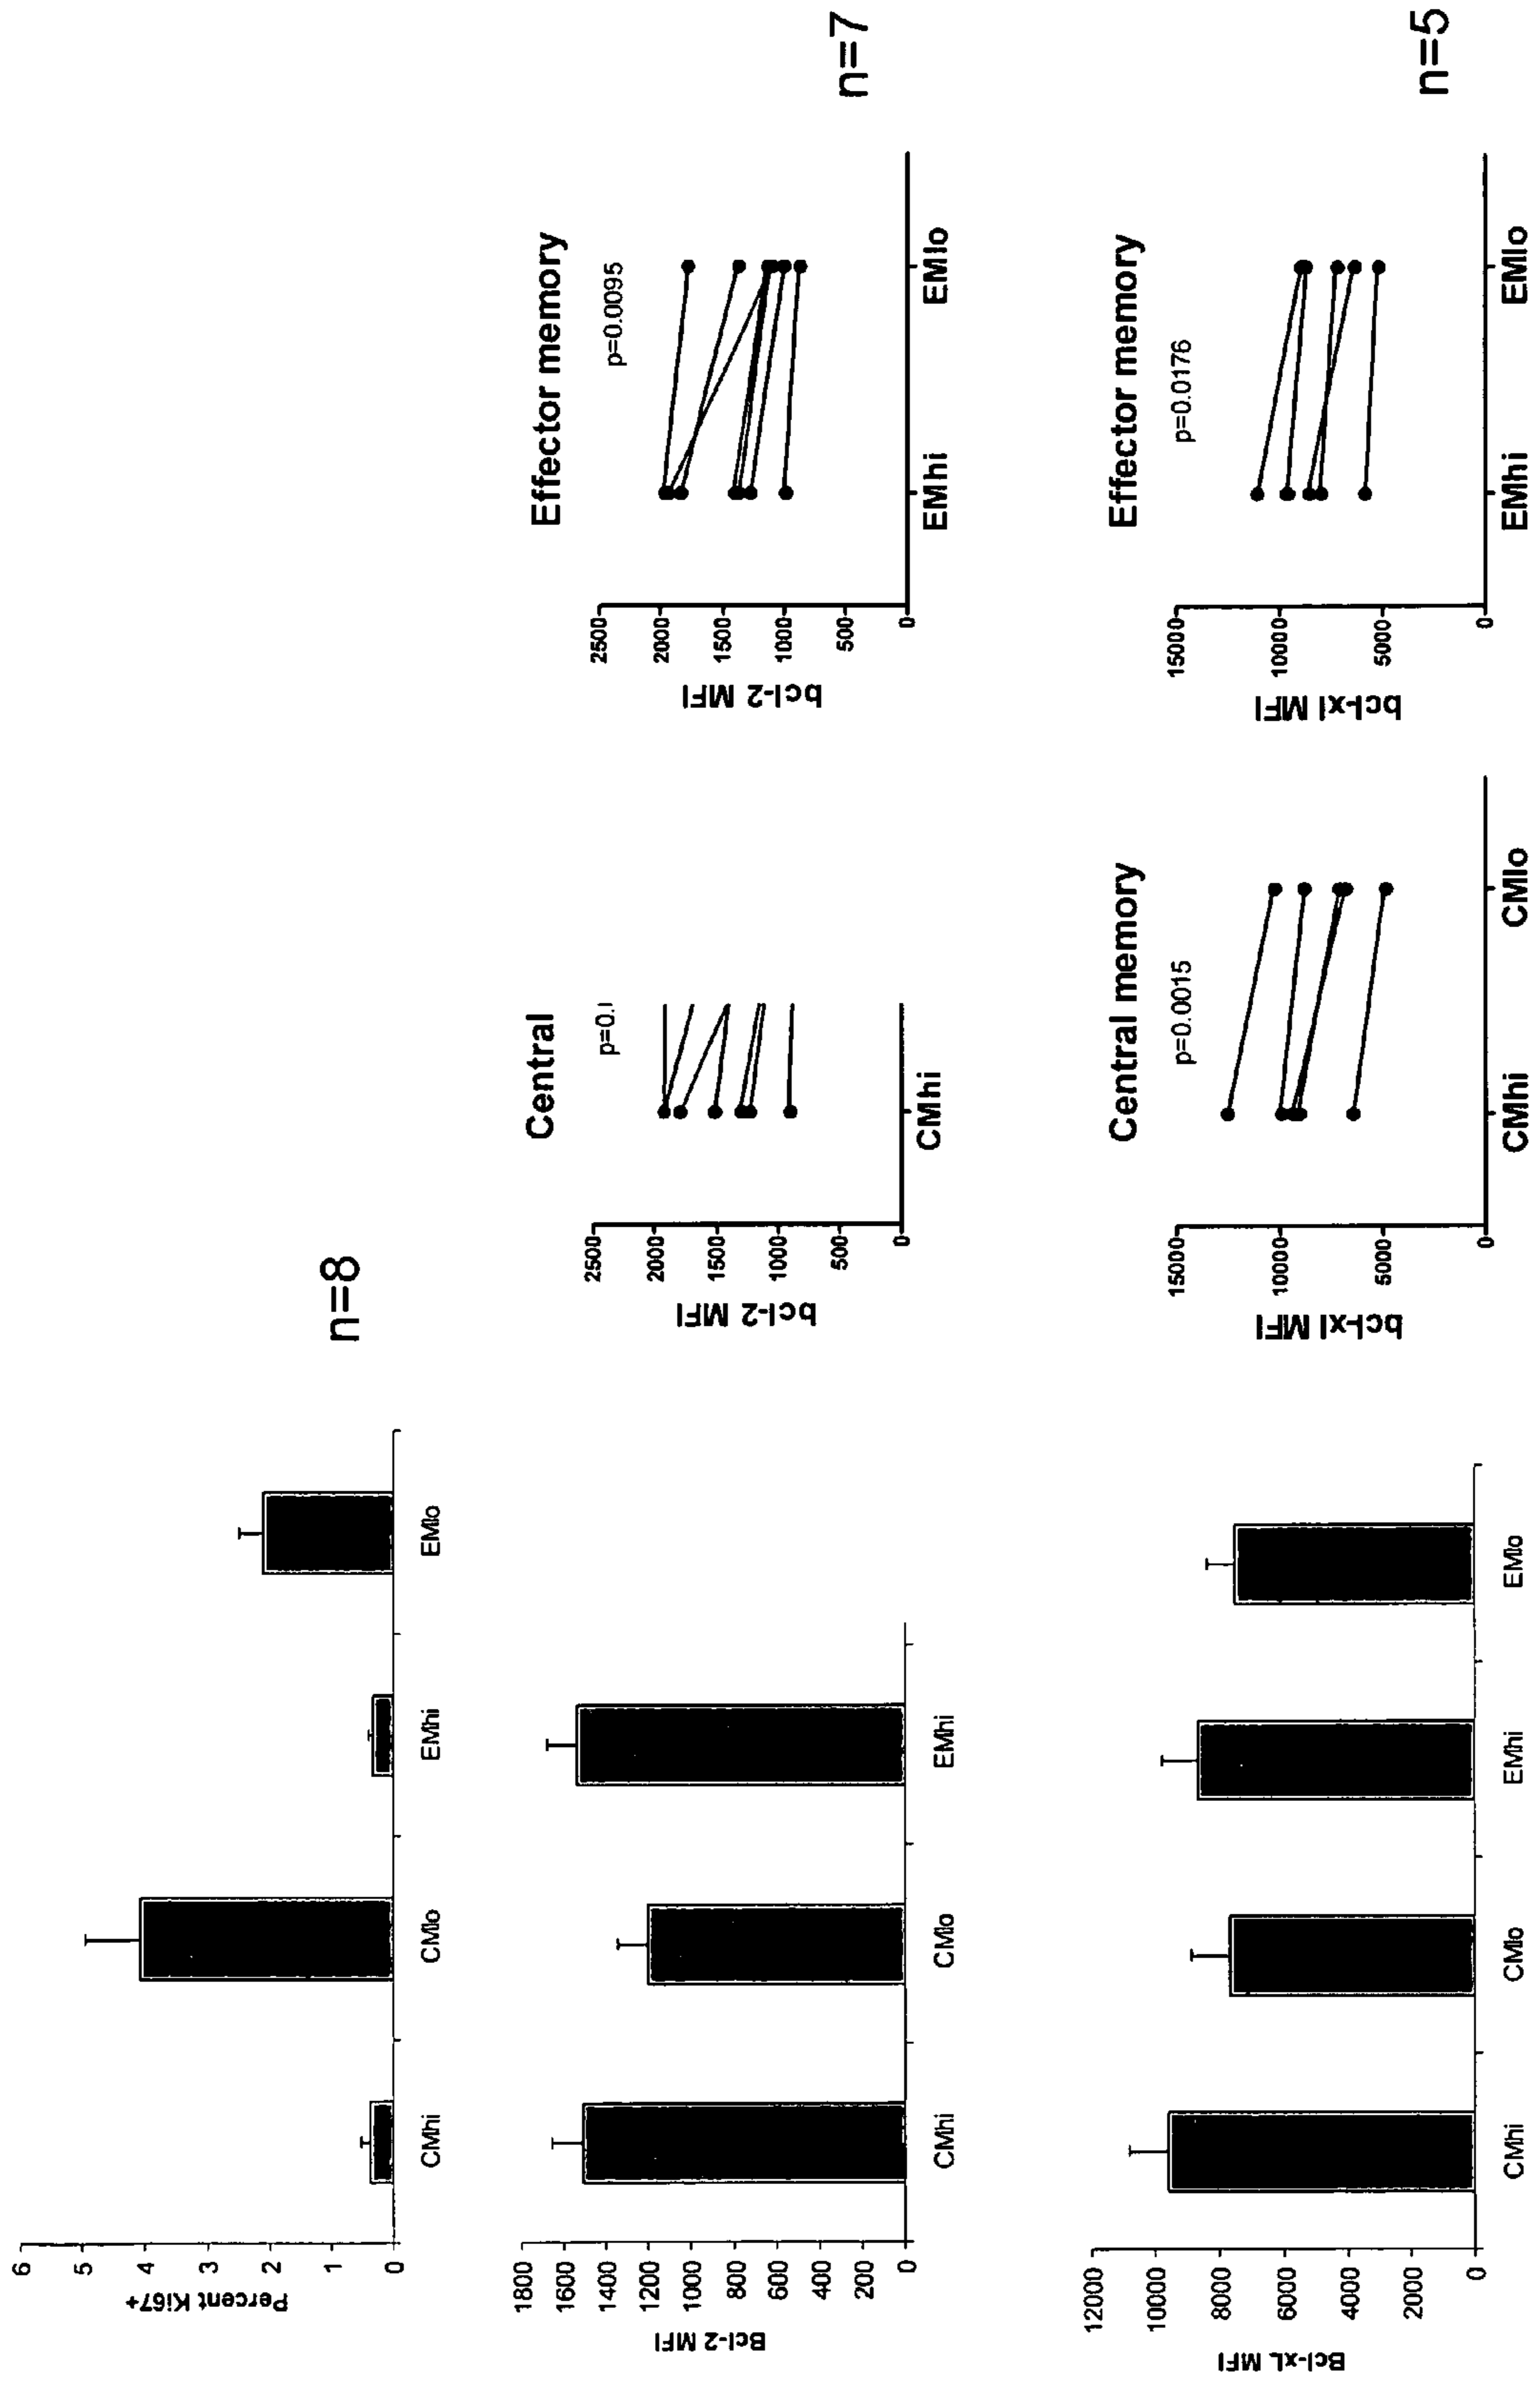 6
5
4
3
2
1
0
Percent Ki67+
CMhi
CMlo
EMhi
EMlo
n=8
1800
1600
1400
1200
1000
800
600
400
200
0
Bcl-2 MFI
CMhi
CMlo
EMhi
Central
2500
2000
1500
1000
500
0
bcl-2 MFI
CMhi
Effector memory
p=0.0095
2500
2000
1500
1000
500
0
bcl-2 MFI
EMhi
EMlo
n=7
12000
10000
8000
6000
4000
2000
0
Bcl-xL MFI
CMhi
CMlo
EMhi
EMlo
Central memory
p=0.0015
15000
10000
5000
0
bcl-xl MFI
CMhi
CMlo
Effector memory
p=0.0176
15000
10000
5000
0
bcl-xl MFI
EMhi
EMlo
n=5